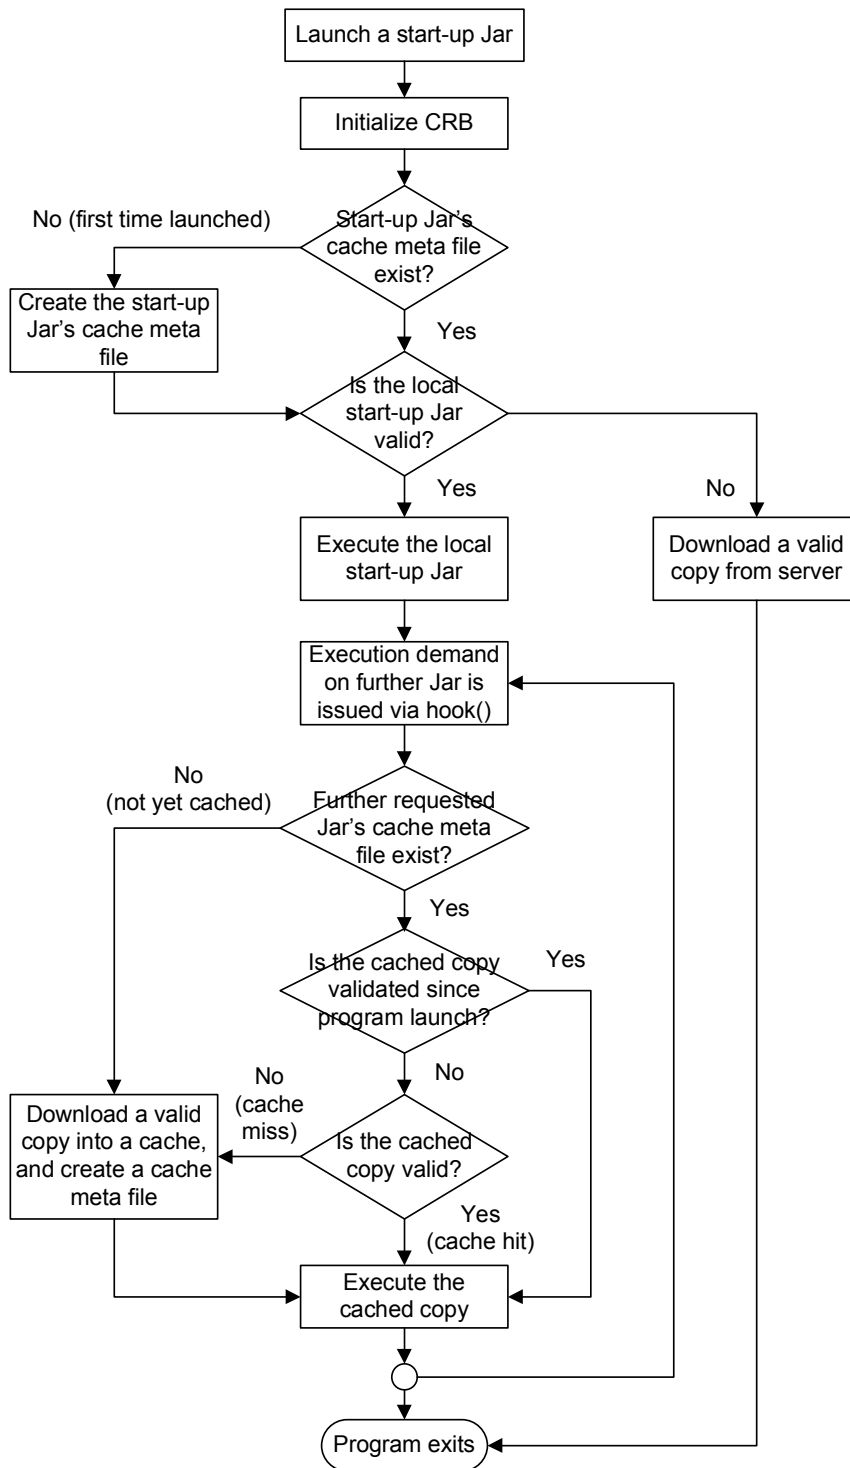 Launch a start-up Jar
Initialize CRB
No (first time launched)
Start-up Jar's
cache meta file
exist?
Create the start-up
Jar's cache meta
file
Yes
Is the local
start-up Jar
valid?
Yes
No
Execute the local
start-up Jar
Download a valid
copy from server
Execution demand
on further Jar is
issued via hook()
No
(not yet cached)
Further requested
Jar's cache meta
file exist?
Yes
Is the cached copy
validated since
program launch?
Yes
No
No
(cache
miss)
Download a valid
copy into a cache,
and create a cache
meta file
Is the cached
copy valid?
Yes
(cache hit)
Execute the
cached copy
Program exits